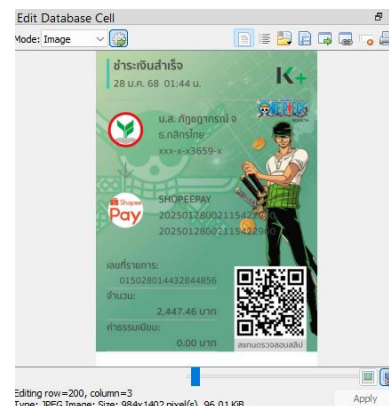 Edit Database Cell
Mode: Image
ชำระเงินสำเร็จ
28 ม.ค. 68 01:44 น.
K+
ONE PIECE
น.ส. ภัฎชฎาภรณ์ จ
ธ.กสิกรไทย
xxx-x-x3659-x
Shopee
Pay
SHOPEEPAY
20250128002115422900
20250128002115422900
เลขที่รายการ:
015028014432844856
จำนวน:
2,447.46 บาท
ค่าธรรมเนียม:
0.00 บาท
สแกนตรวจสอบสลิป
Editing row=200, column=3
Type: JPEG Image; Size: 984x1402 pixel(s), 96.01 KiB
Apply